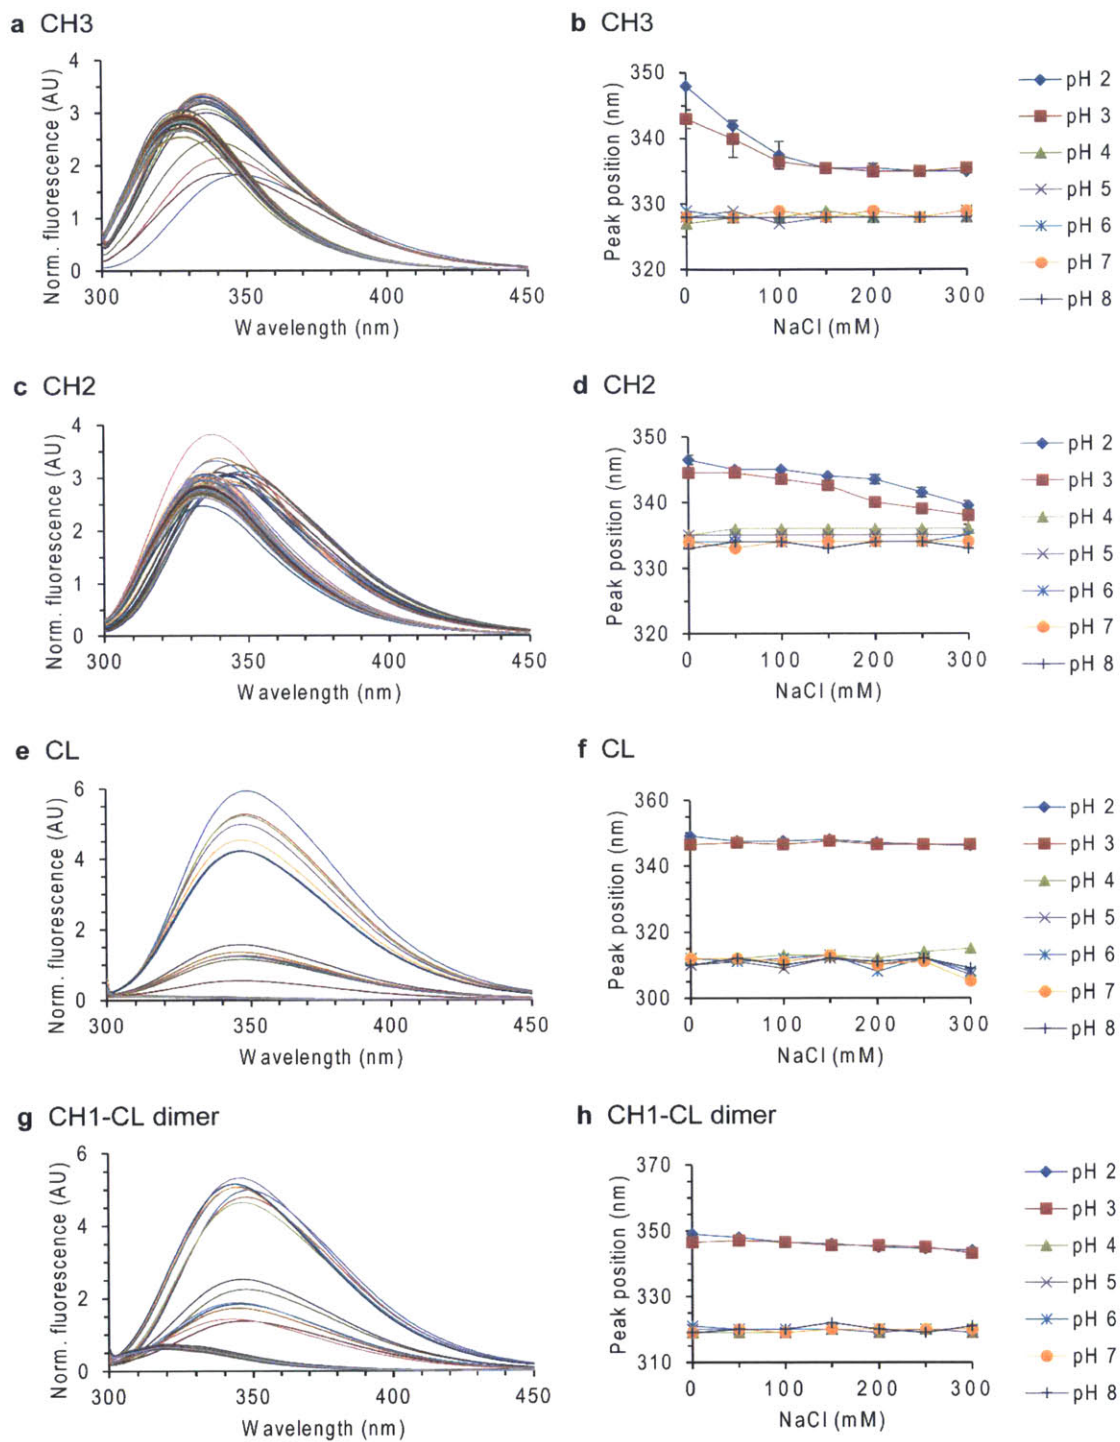 a CH3
Norm. fluorescence (AU)
4
3
2
1
0
300 350 400 450
Wavelength (nm)
b CH3
Peak position (nm)
350
340
330
320
0 100 200 300
NaCl (mM)
pH 2
pH 3
pH 4
pH 5
pH 6
pH 7
pH 8
c CH2
Norm. fluorescence (AU)
4
3
2
1
0
300 350 400 450
Wavelength (nm)
d CH2
Peak position (nm)
350
340
330
320
0 100 200 300
NaCl (mM)
pH 2
pH 3
pH 4
pH 5
pH 6
pH 7
pH 8
e CL
Norm. fluorescence (AU)
6
4
2
0
300 350 400 450
Wavelength (nm)
f CL
Peak position (nm)
360
340
320
300
0 100 200 300
NaCl (mM)
pH 2
pH 3
pH 4
pH 5
pH 6
pH 7
pH 8
g CH1-CL dimer
Norm. fluorescence (AU)
6
4
2
0
300 350 400 450
Wavelength (nm)
h CH1-CL dimer
Peak position (nm)
370
350
330
310
0 100 200 300
NaCl (mM)
pH 2
pH 3
pH 4
pH 5
pH 6
pH 7
pH 8